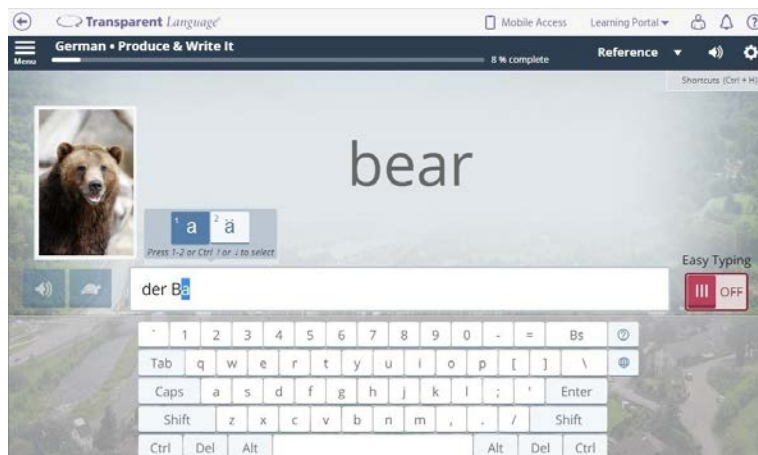 Transparent Language
Mobile Access
Learning Portal
Menu
German • Produce & Write It
8 % complete
Reference
Shortcuts (Ctrl + H)
bear
1 a 2 ä
Press 1-2 or Ctrl ↑ or ↓ to select
Easy Typing
der Ba
OFF
` 1 2 3 4 5 6 7 8 9 0 - = Bs
Tab q w e r t y u i o p [ ] \
Caps a s d f g h j k l ; ' Enter
Shift z x c v b n m , . / Shift
Ctrl Del Alt Alt Del Ctrl